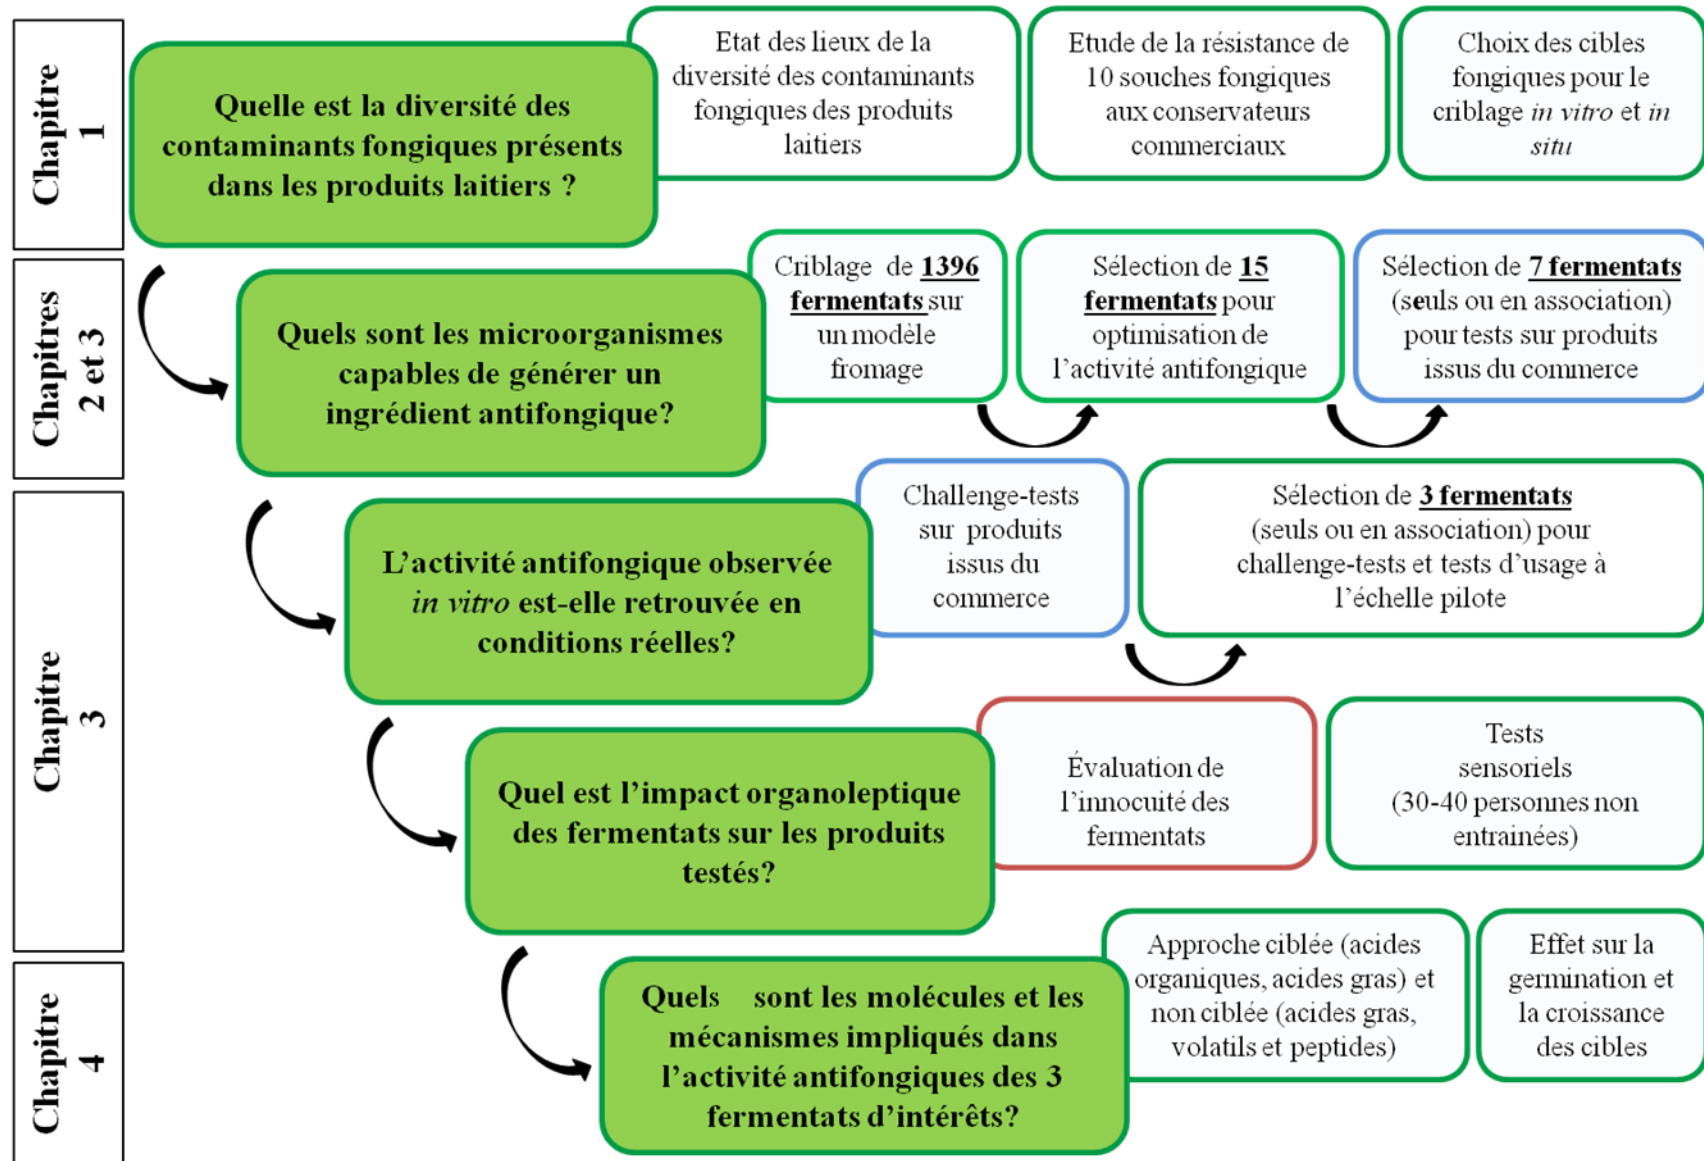 Chapitre
1
Quelle est la diversité des
contaminants fongiques présents
dans les produits laitiers ?
Etat des lieux de la
diversité des contaminants
fongiques des produits
laitiers
Etude de la résistance de
10 souches fongiques
aux conservateurs
commerciaux
Choix des cibles
fongiques pour le
criblage in vitro et in
situ
Chapitres
2 et 3
Quels sont les microorganismes
capables de générer un
ingrédient antifongique?
Criblage de 1396
fermentats sur
un modèle
fromage
Sélection de 15
fermentats pour
optimisation de
l’activité antifongique
Sélection de 7 fermentats
(seuls ou en association)
pour tests sur produits
issus du commerce
Chapitre
3
L’activité antifongique observée
in vitro est-elle retrouvée en
conditions réelles?
Challenge-tests
sur produits
issus du
commerce
Sélection de 3 fermentats
(seuls ou en association) pour
challenge-tests et tests d’usage à
l’échelle pilote
Quel est l’impact organoleptique
des fermentats sur les produits
testés?
Évaluation de
l’innocuité des
fermentats
Tests
sensoriels
(30-40 personnes non
entrainées)
Chapitre
4
Quels sont les molécules et les
mécanismes impliqués dans
l’activité antifongiques des 3
fermentats d’intérêts?
Approche ciblée (acides
organiques, acides gras) et
non ciblée (acides gras,
volatils et peptides)
Effet sur la
germination et
la croissance
des cibles